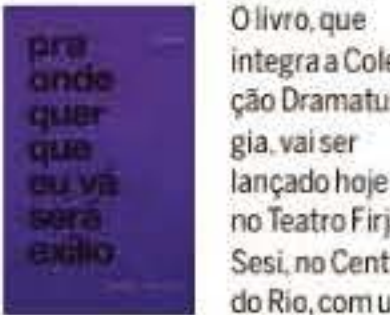 pra
onde
quer
que
eu vá
será
exílio
O livro, que
integra a Cole
ção Dramatu
gia, vai ser
lançado hoje
no Teatro Firj
Sesi, no Cent
do Rio, com u